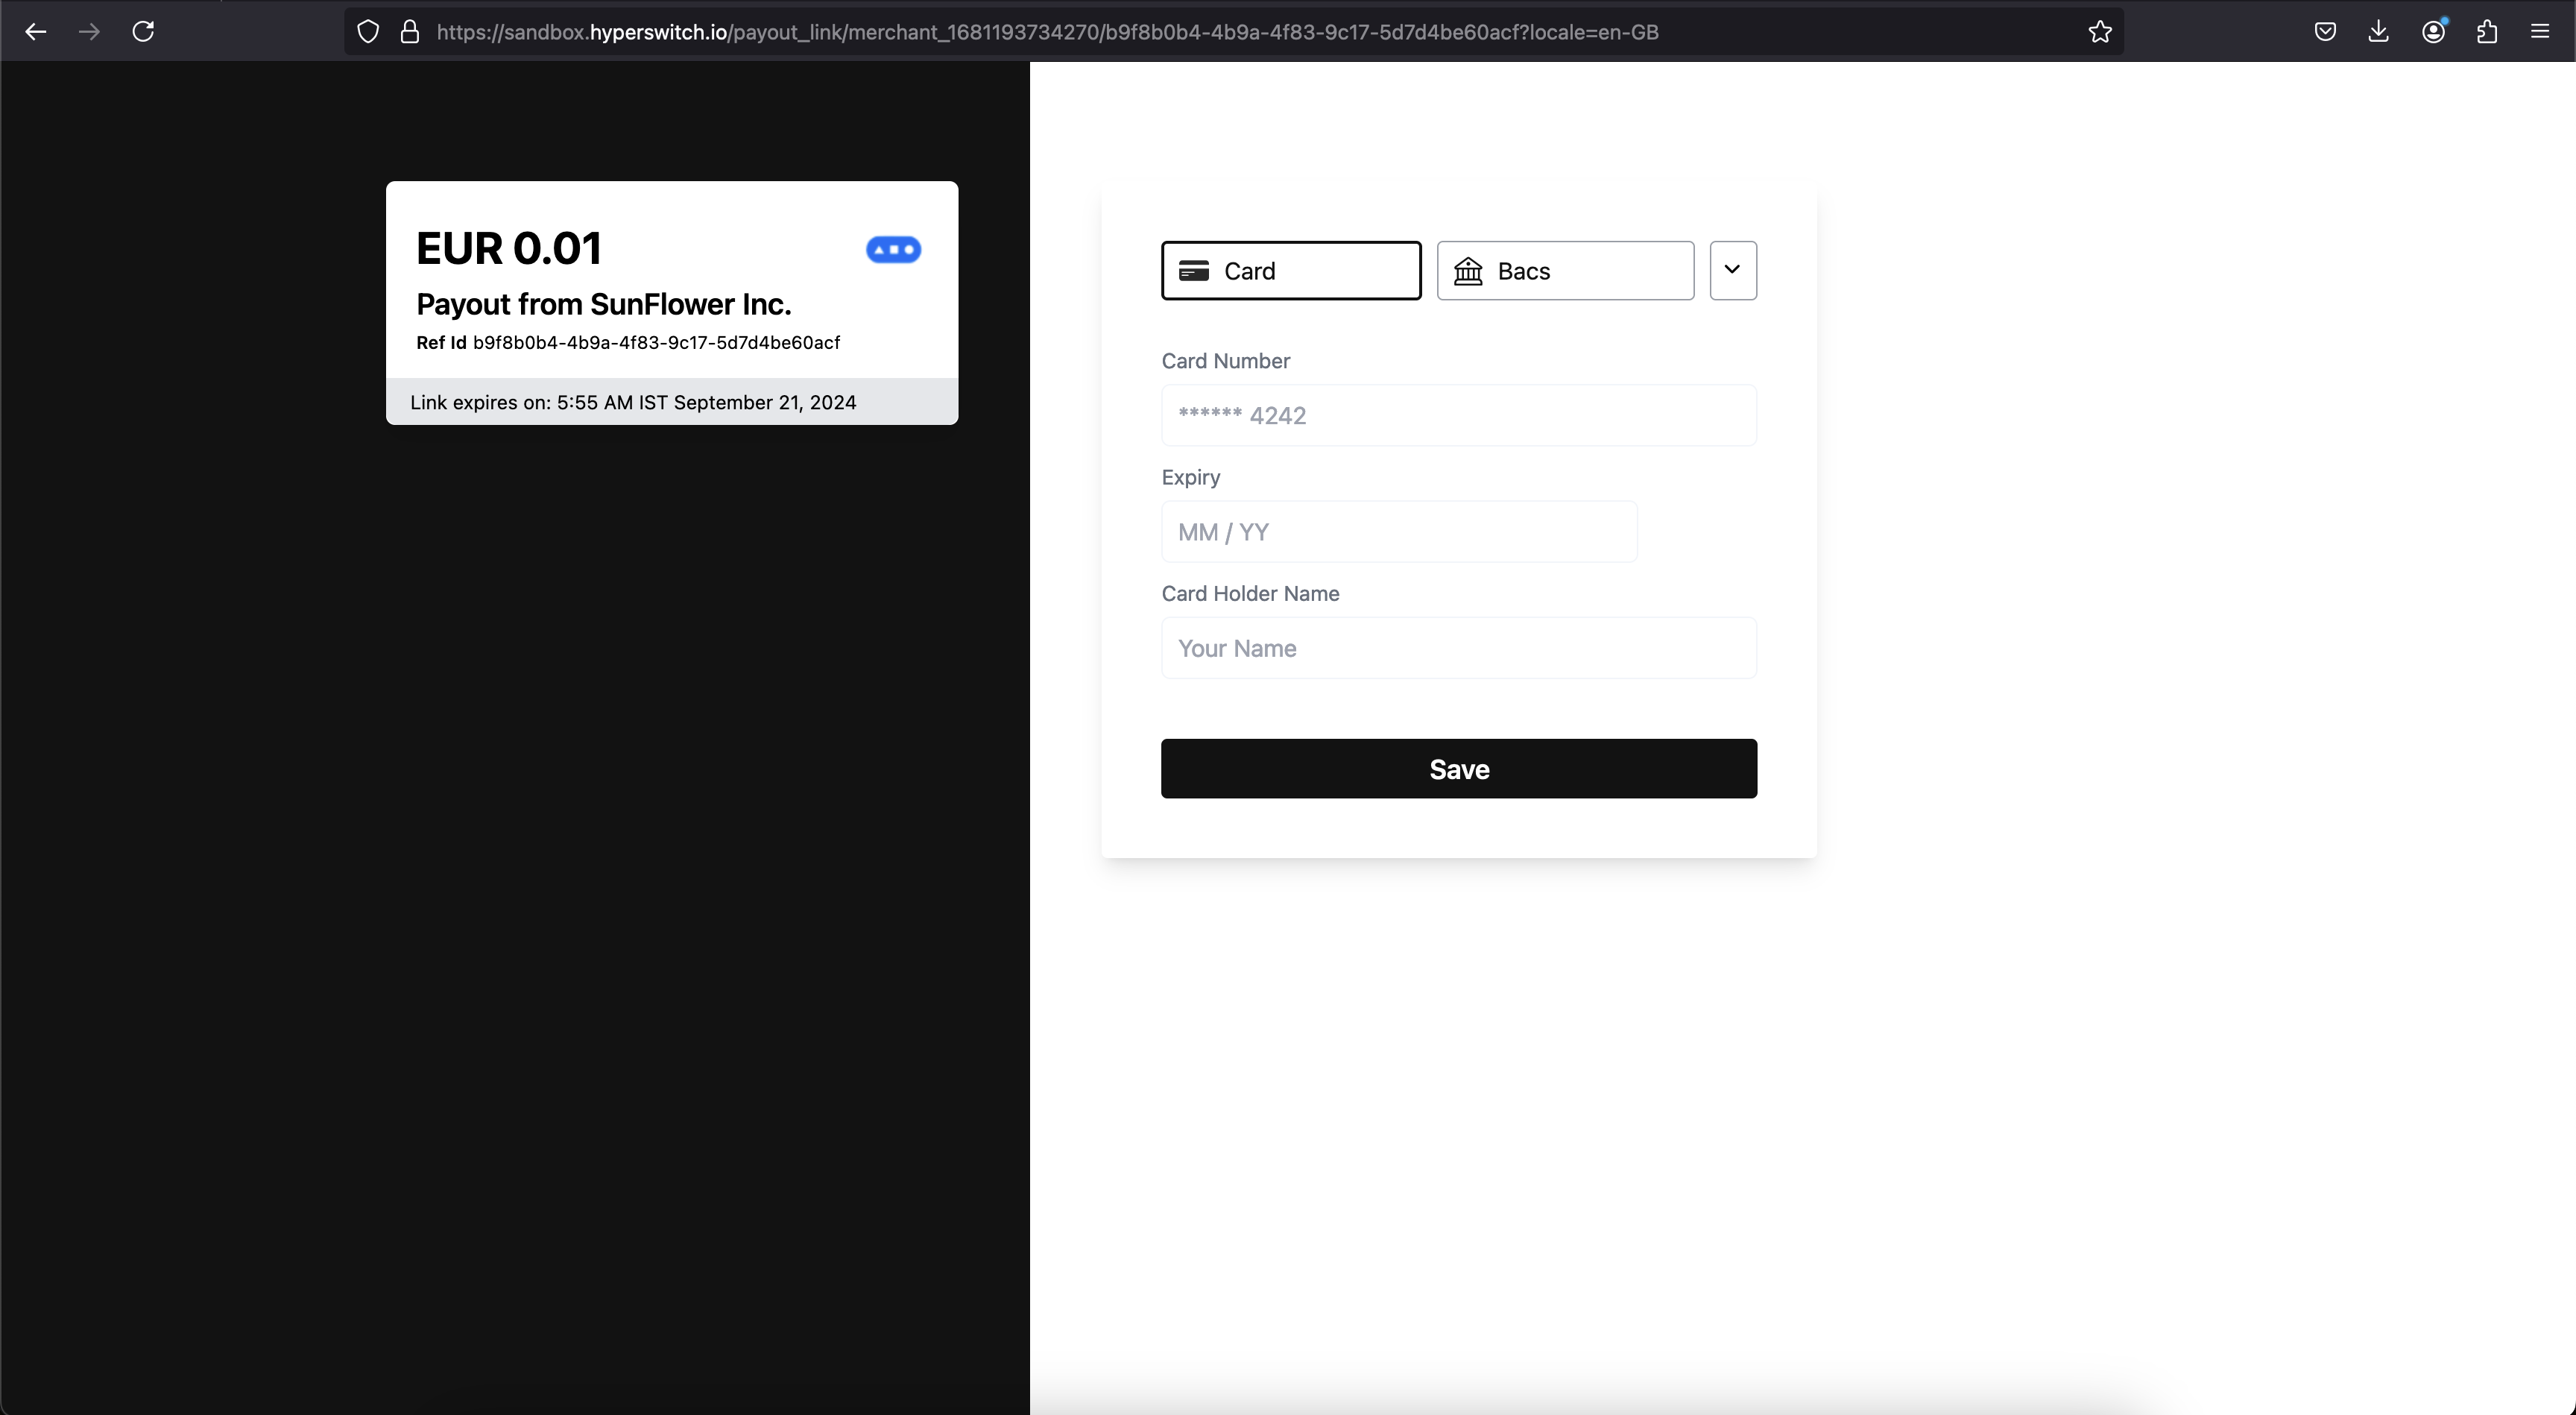 https://sandbox.hyperswitch.io/payout_link/merchant_1681193734270/b9f8b0b4-4b9a-4f83-9c17-5d7d4be60acf?locale=en-GB
EUR 0.01
Payout from SunFlower Inc.
Ref Id b9f8b0b4-4b9a-4f83-9c17-5d7d4be60acf
Link expires on: 5:55 AM IST September 21, 2024
Card
Bacs
Card Number
****** 4242
Expiry
MM / YY
Card Holder Name
Your Name
Save